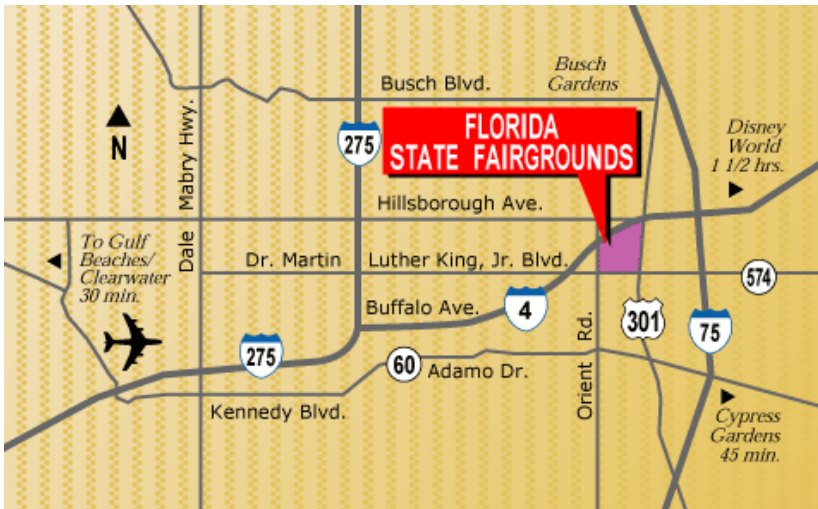 Busch Blvd.
Busch
Gardens
Dale Mabry Hwy.
N
275
FLORIDA
STATE FAIRGROUNDS
Disney
World
1 1/2 hrs.
Hillsborough Ave.
To Gulf
Beaches/
Clearwater
30 min.
Dr. Martin Luther King, Jr. Blvd.
574
Buffalo Ave.
4
301
75
275
60
Adamo Dr.
Orient Rd.
Kennedy Blvd.
Cypress
Gardens
45 min.